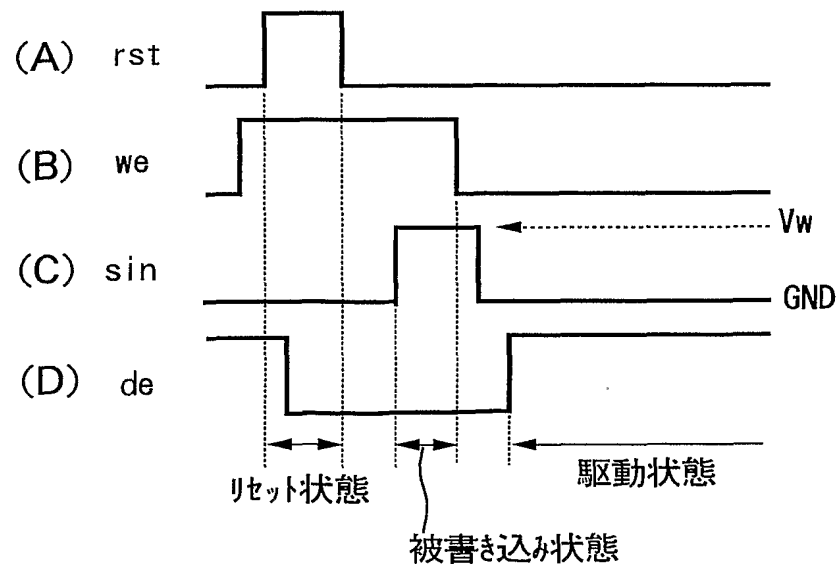 (A) rst
(B) we
Vw
(C) sin
GND
(D) de
リセット状態
駆動状態
被書き込み状態